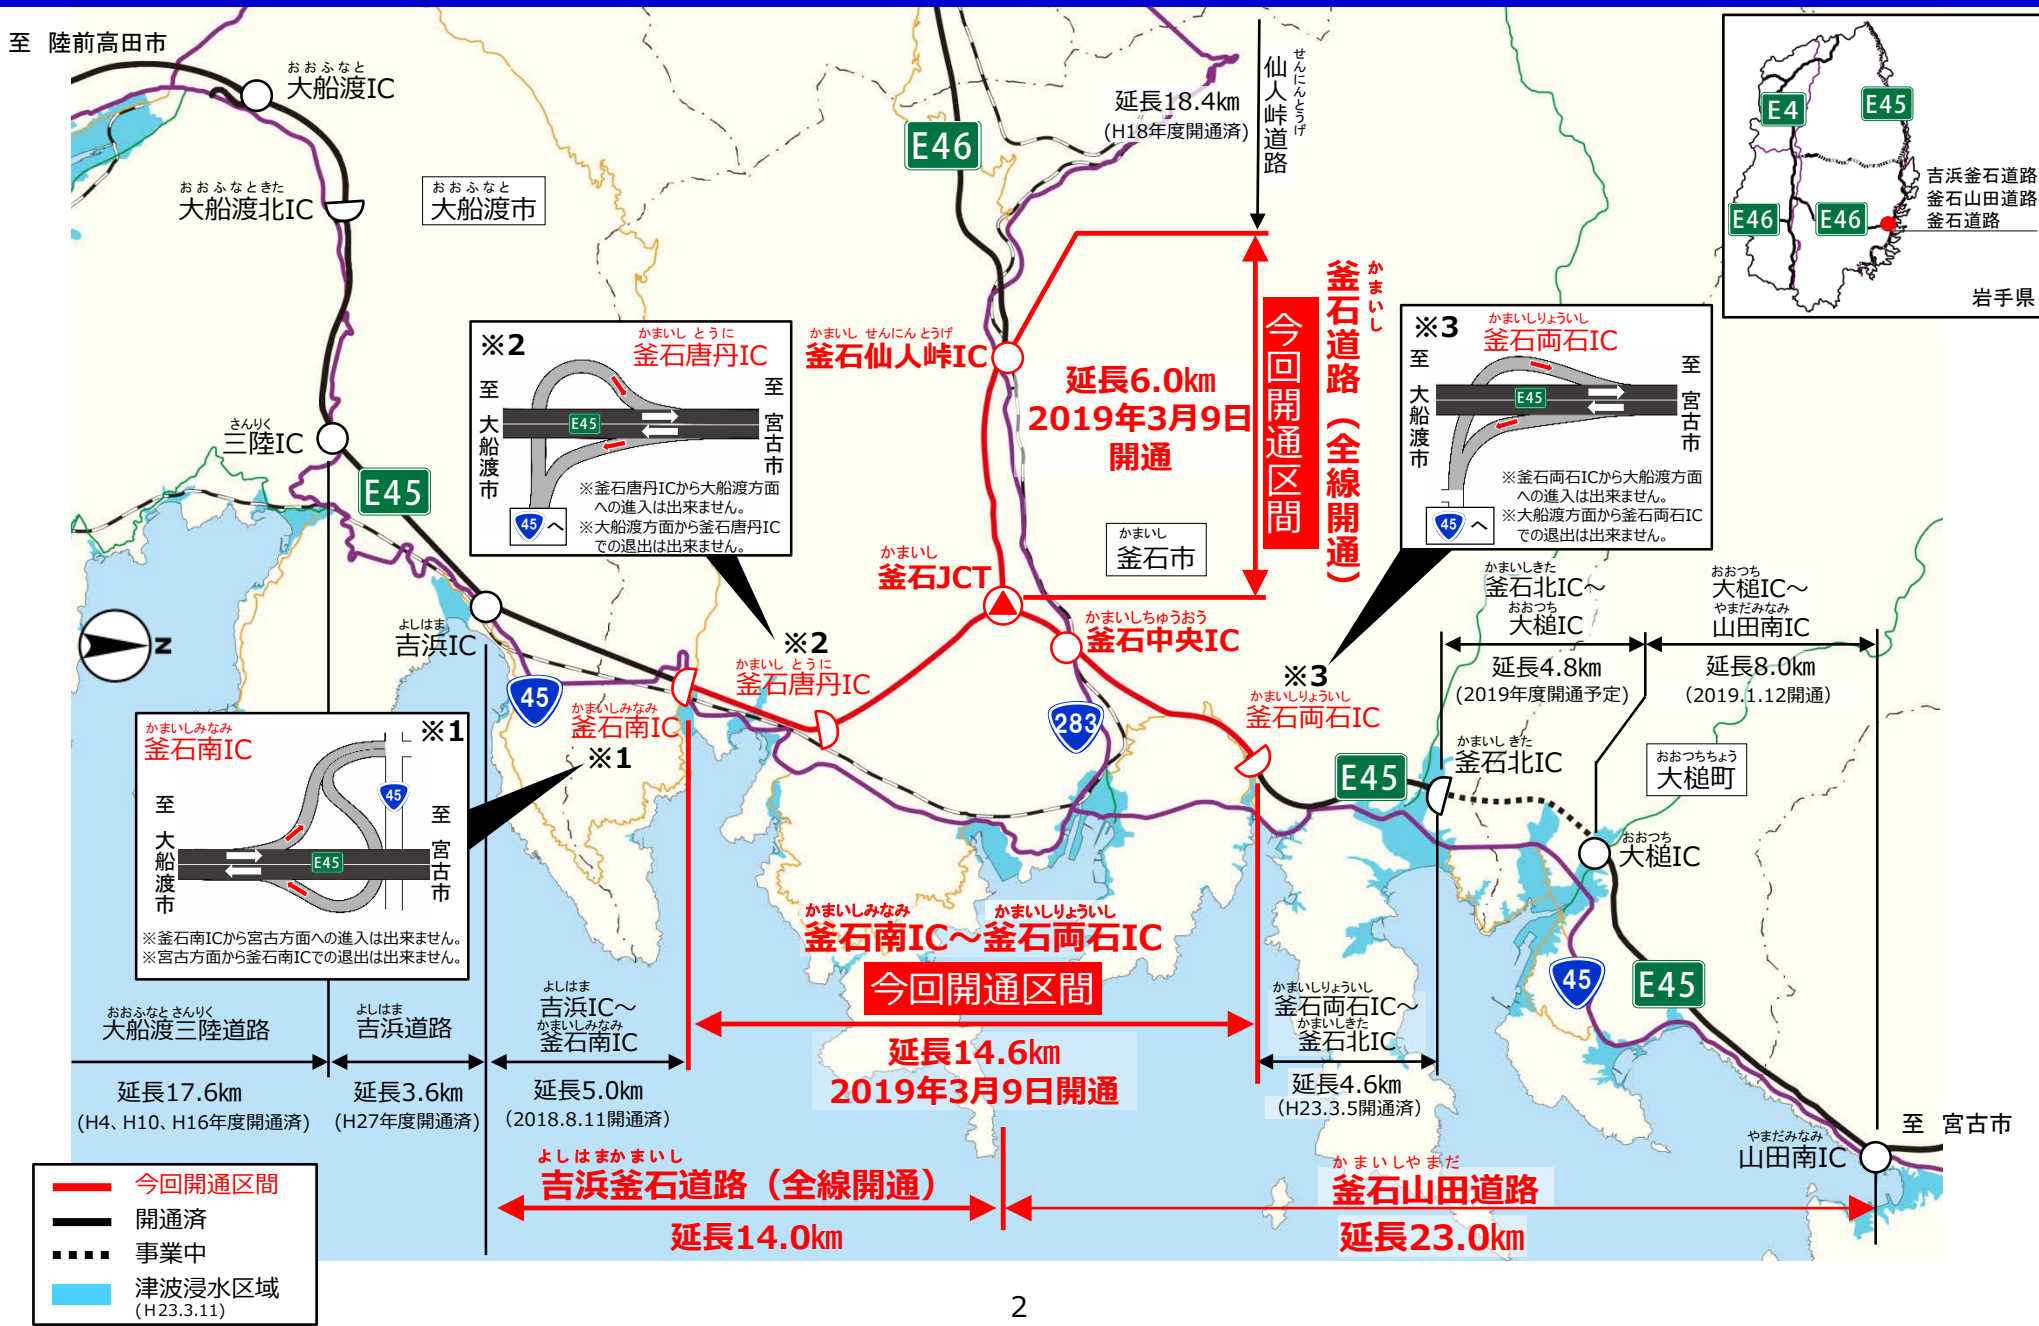 至 陸前高田市
おおふなと
大船渡IC
おおふなときた
大船渡北IC
おおふなと
大船渡市
E46
延長18.4km
(H18年度開通済)
せんにんとうげ
仙人峠道路
E4
E45
E46
E46
吉浜釜石道路
釜石山田道路
釜石道路
岩手県
※2
かまいし とうに
釜石唐丹IC
至 大船渡市
至 宮古市
E45
※釜石唐丹ICから大船渡方面
への進入は出来ません。
※大船渡方面から釜石唐丹IC
での退出は出来ません。
45 へ
かまいし せんにんとうげ
釜石仙人峠IC
延長6.0km
2019年3月9日
開通
今回開通区間
かまいし
釜石道路（全線開通）
※3
かまいしりょういし
釜石両石IC
至 大船渡市
至 宮古市
E45
※釜石両石ICから大船渡方面
への進入は出来ません。
※大船渡方面から釜石両石IC
での退出は出来ません。
45 へ
さんりく
三陸IC
E45
かまいし
釜石市
かまいし
釜石JCT
かまいしちゅうおう
釜石中央IC
よしはま
吉浜IC
N
45
※2
かまいし とうに
釜石唐丹IC
かまいしみなみ
釜石南IC
※1
283
※3
かまいしりょういし
釜石両石IC
かまいしきた
釜石北IC～
おおつち
大槌IC
延長4.8km
(2019年度開通予定)
おおつち
大槌IC～
やまだみなみ
山田南IC
延長8.0km
（2019.1.12開通）
かまいしきた
釜石北IC
E45
おおつちちょう
大槌町
おおつち
大槌IC
かまいしみなみ
釜石南IC
※1
45
至 大船渡市
至 宮古市
E45
※釜石南ICから宮古方面への進入は出来ません。
※宮古方面から釜石南ICでの退出は出来ません。
かまいしみなみ かまいしりょういし
釜石南IC～釜石両石IC
今回開通区間
延長14.6km
2019年3月9日開通
45
E45
おおふなとさんりく
大船渡三陸道路
延長17.6km
(H4、H10、H16年度開通済)
よしはま
吉浜道路
延長3.6km
(H27年度開通済)
よしはま
吉浜IC～
かまいしみなみ
釜石南IC
延長5.0km
（2018.8.11開通済）
かまいしりょういし
釜石両石IC～
かまいしきた
釜石北IC
延長4.6km
（H23.3.5開通済）
至 宮古市
やまだみなみ
山田南IC
よしはまかまいし
吉浜釜石道路（全線開通）
延長14.0km
かまいしやまだ
釜石山田道路
延長23.0km
今回開通区間
開通済
事業中
津波浸水区域
(H23.3.11)
2